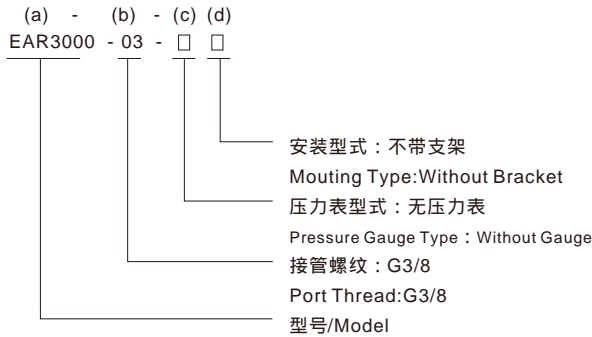 (a) - (b) - (c) (d)
EAR3000 - 03 - □ □
安装型式：不带支架
Mouting Type:Without Bracket
压力表型式：无压力表
Pressure Gauge Type：Without Gauge
接管螺纹：G3/8
Port Thread:G3/8
型号/Model